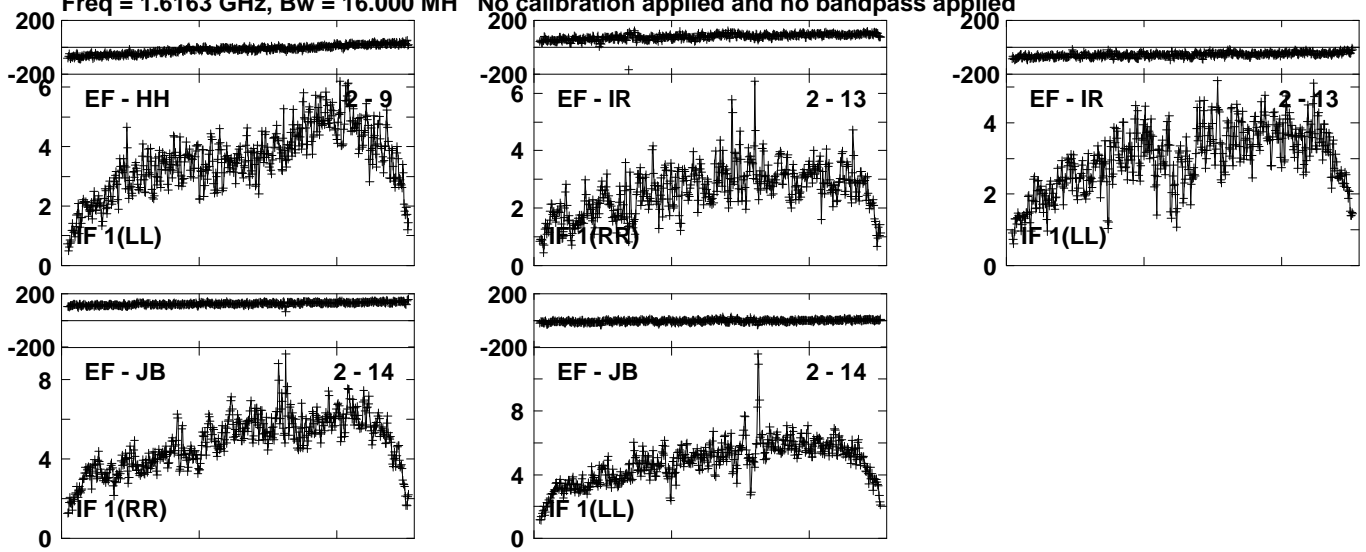 Freq = 1.6163 GHz, Bw = 16.000 MH No calibration applied and no bandpass applied
200
-200
6
4
2
0
EF - HH 2 - 9
IF 1(LL)
200
-200
6
4
2
0
EF - IR 2 - 13
IF 1(RR)
200
-200
4
2
0
EF - IR 2 - 13
IF 1(LL)
200
-200
8
4
0
EF - JB 2 - 14
IF 1(RR)
200
-200
8
4
0
EF - JB 2 - 14
IF 1(LL)